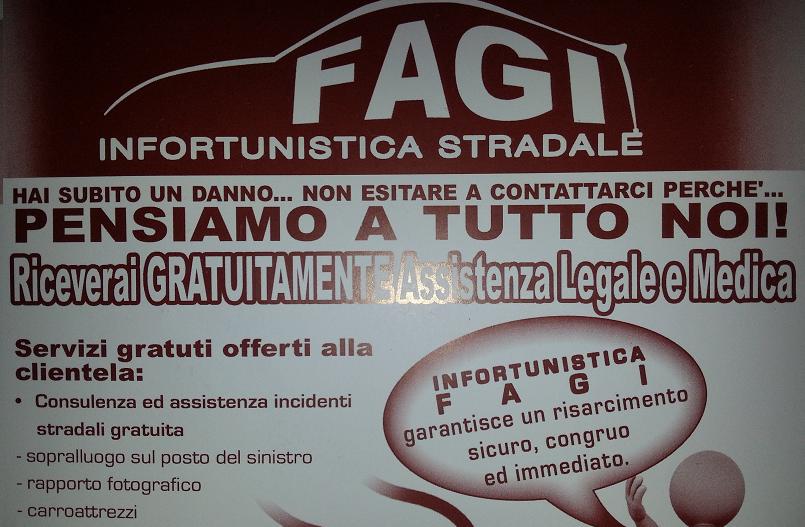 FAGI
INFORTUNISTICA STRADALE
HAI SUBITO UN DANNO... NON ESITARE A CONTATTARCI PERCHE'...
PENSIAMO A TUTTO NOI!
Riceverai GRATUITAMENTE Assistenza Legale e Medica
Servizi gratuti offerti alla
clientela:
• Consulenza ed assistenza incidenti
stradali gratuita
- sopralluogo sul posto del sinistro
- rapporto fotografico
- carroattrezzi
INFORTUNISTICA
F A G I
garantisce un risarcimento
sicuro, congruo
ed immediato.